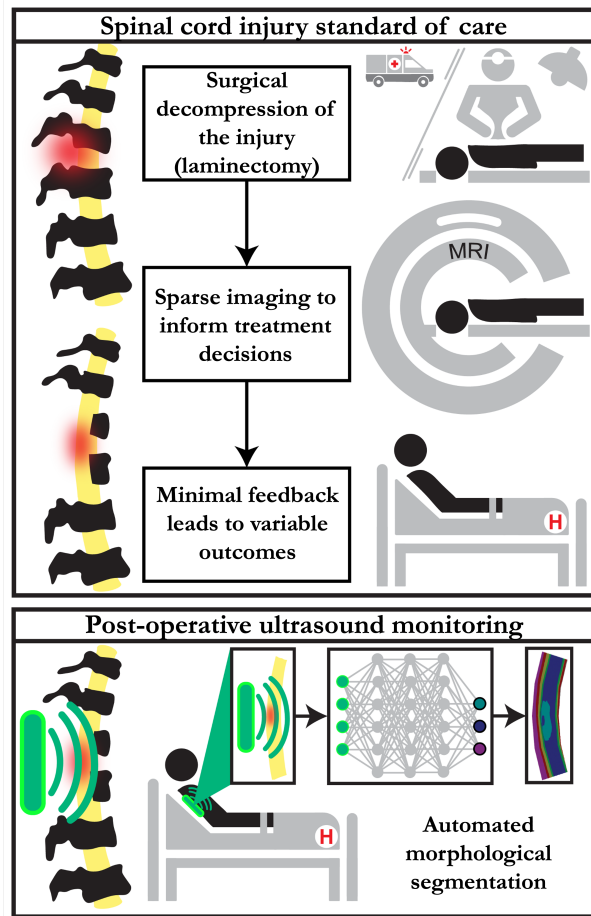 Spinal cord injury standard of care
Surgical
decompression of
the injury
(laminectomy)
MRI
Sparse imaging to
inform treatment
decisions
Minimal feedback
leads to variable
outcomes
H
Post-operative ultrasound monitoring
H
Automated
morphological
segmentation